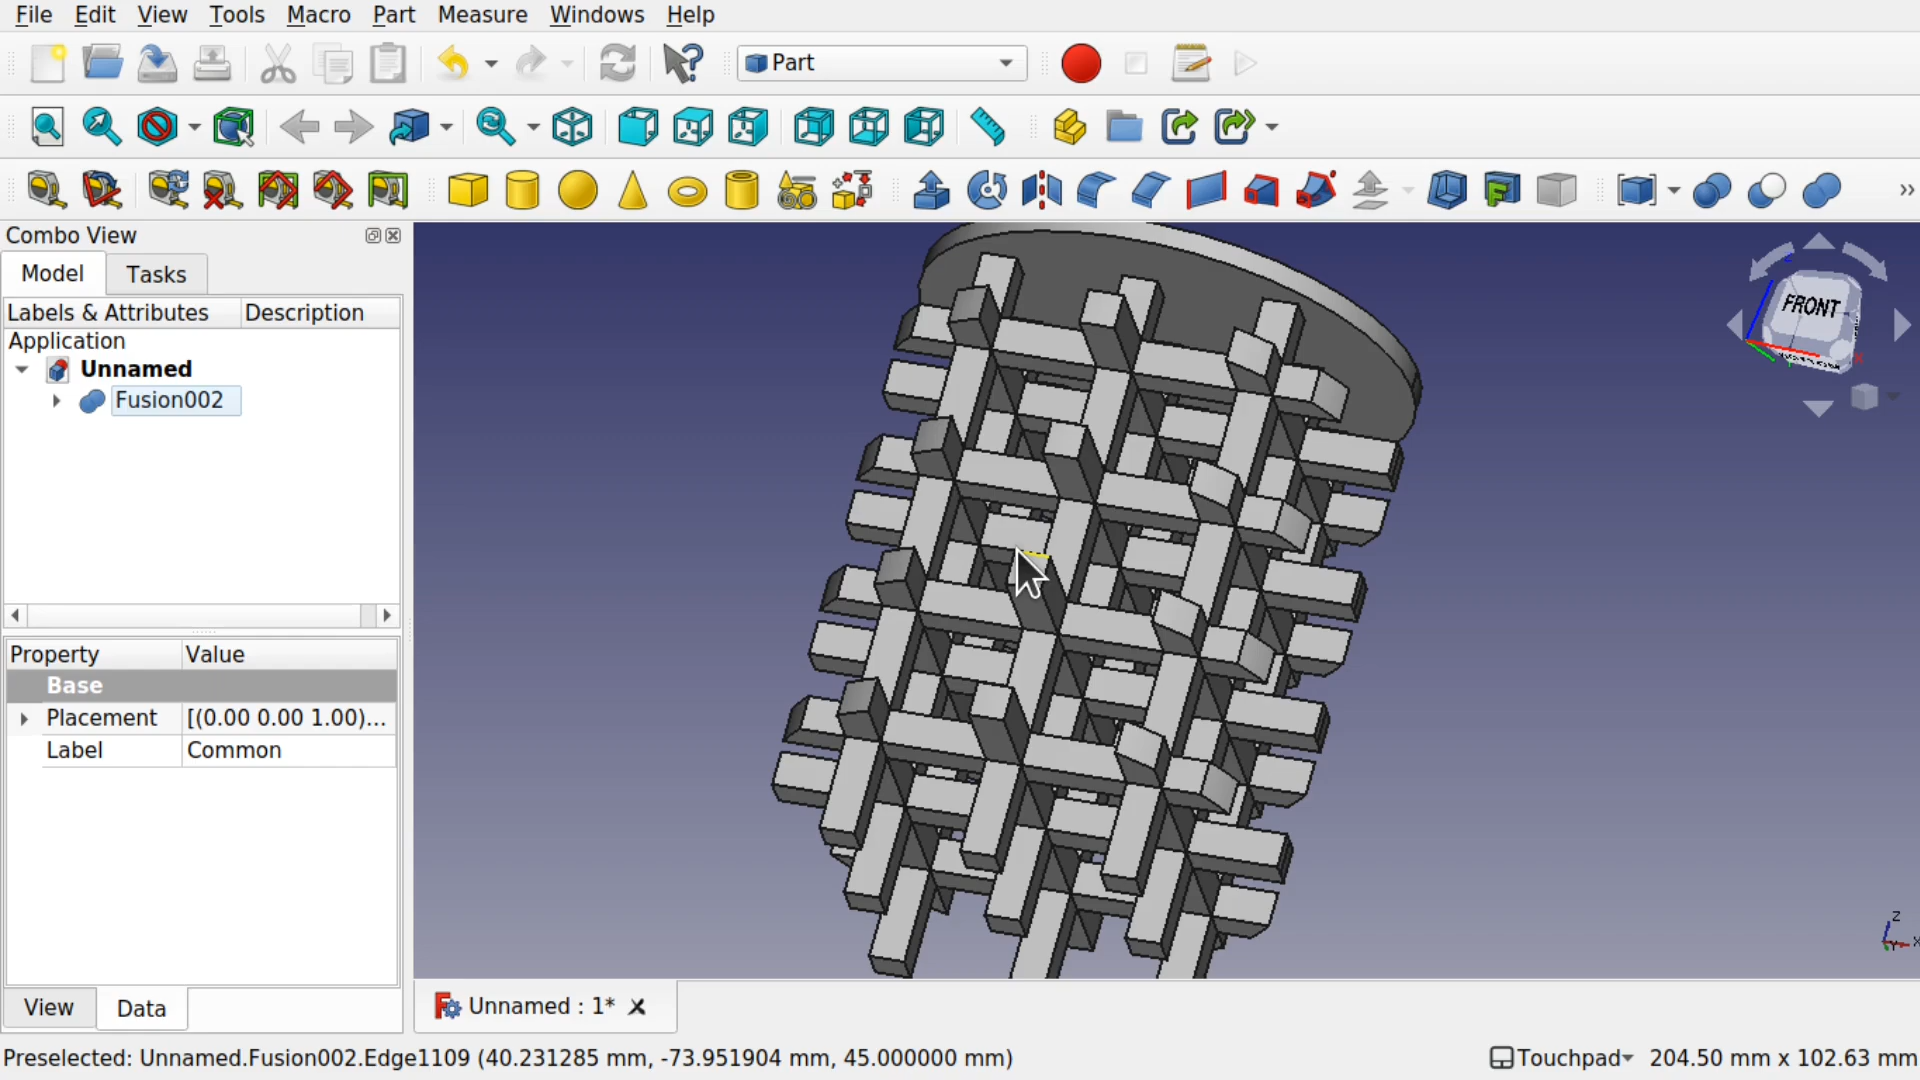 File Edit View Tools Macro Part Measure Windows Help
Part
Combo View
Model Tasks
Labels & Attributes Description
Application
Unnamed
Fusion002
FRONT
Property Value
Base
Placement [(0.00 0.00 1.00)...
Label Common
Z
X
Y
View Data
Unnamed : 1*
Preselected: Unnamed.Fusion002.Edge1109 (40.231285 mm, -73.951904 mm, 45.000000 mm)
Touchpad 204.50 mm x 102.63 mm